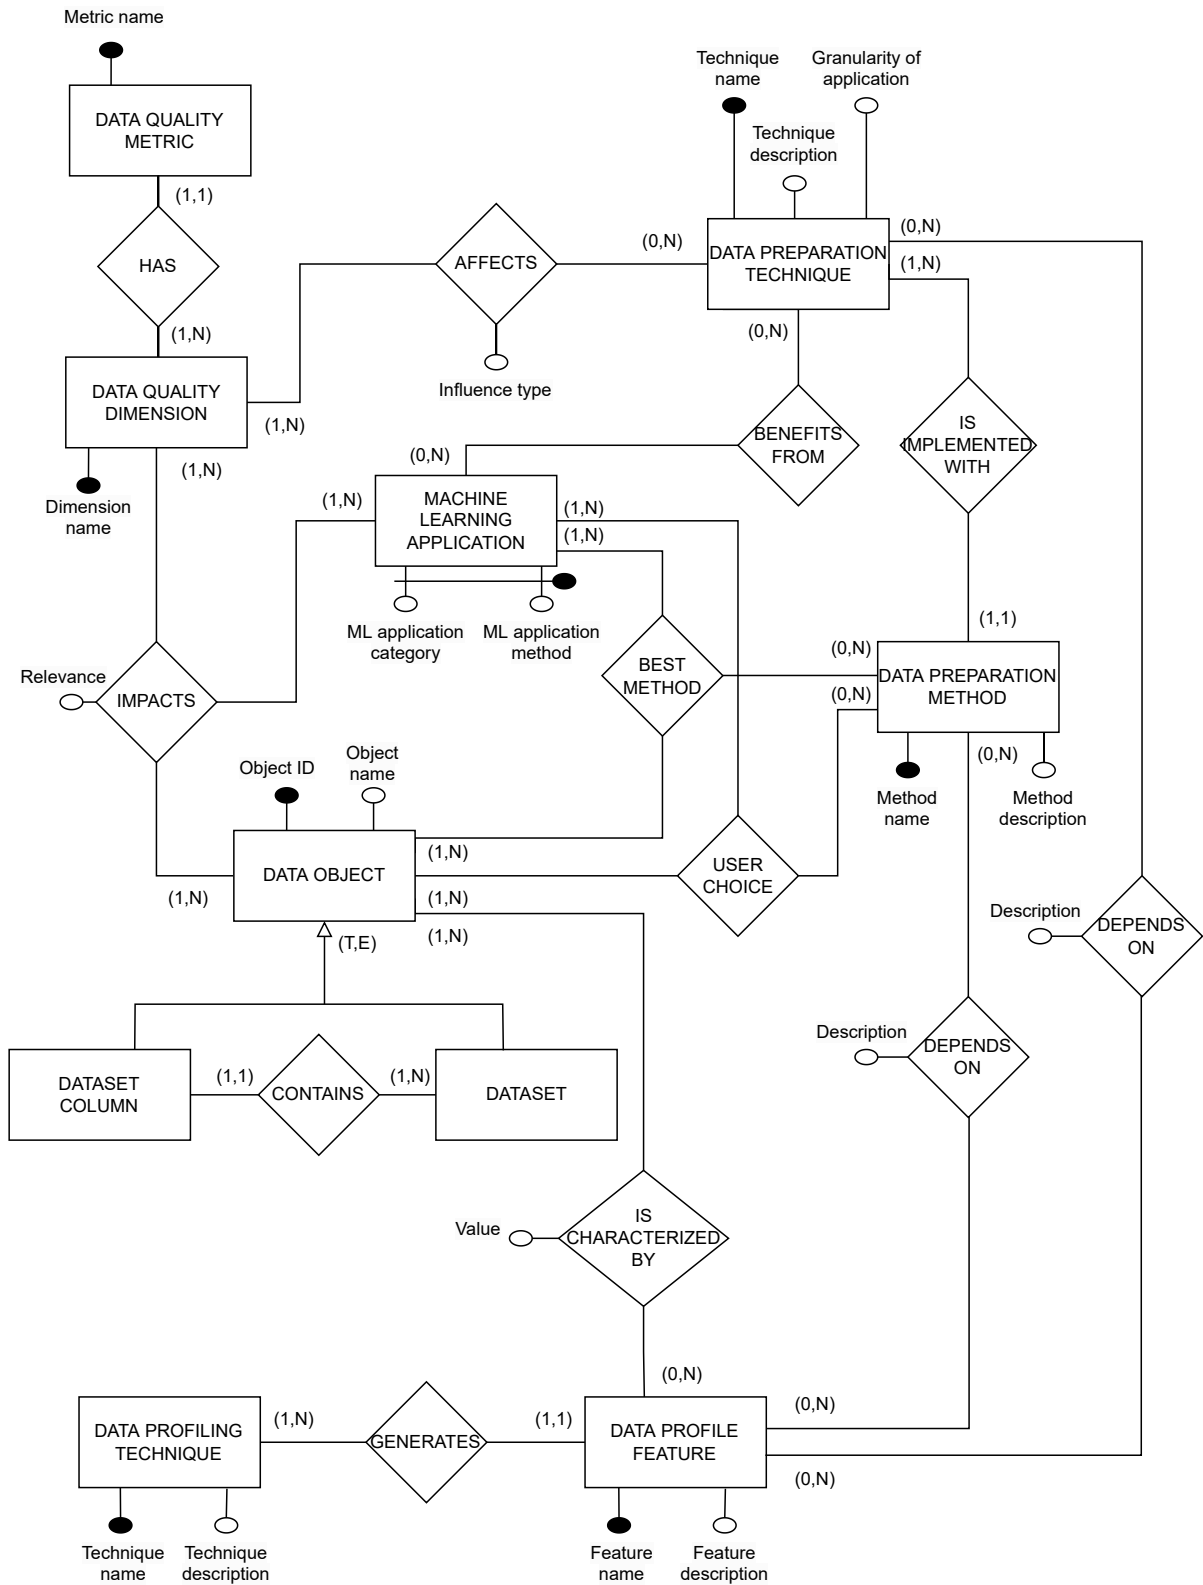 Metric name
DATA QUALITY
METRIC
(1,1)
HAS
(1,N)
DATA QUALITY
DIMENSION
(1,N)
(1,N)
Dimension
name
AFFECTS
Influence type
(0,N)
Technique
name
Granularity of
application
Technique
description
DATA PREPARATION
TECHNIQUE
(0,N)
(1,N)
(0,N)
BENEFITS
FROM
IS
IMPLEMENTED
WITH
(0,N)
(1,N)
MACHINE
LEARNING
APPLICATION
(1,N)
(1,N)
ML application
category
ML application
method
(1,1)
(0,N)
DATA PREPARATION
METHOD
(0,N)
(0,N)
Method
name
Method
description
BEST
METHOD
Relevance
IMPACTS
Object ID
Object
name
DATA OBJECT
(1,N)
(1,N)
(1,N)
(1,N)
(T,E)
USER
CHOICE
Description
DEPENDS
ON
Description
DEPENDS
ON
DATASET
COLUMN
(1,1)
CONTAINS
(1,N)
DATASET
Value
IS
CHARACTERIZED
BY
(0,N)
DATA PROFILING
TECHNIQUE
(1,N)
GENERATES
(1,1)
DATA PROFILE
FEATURE
(0,N)
(0,N)
Technique
name
Technique
description
Feature
name
Feature
description